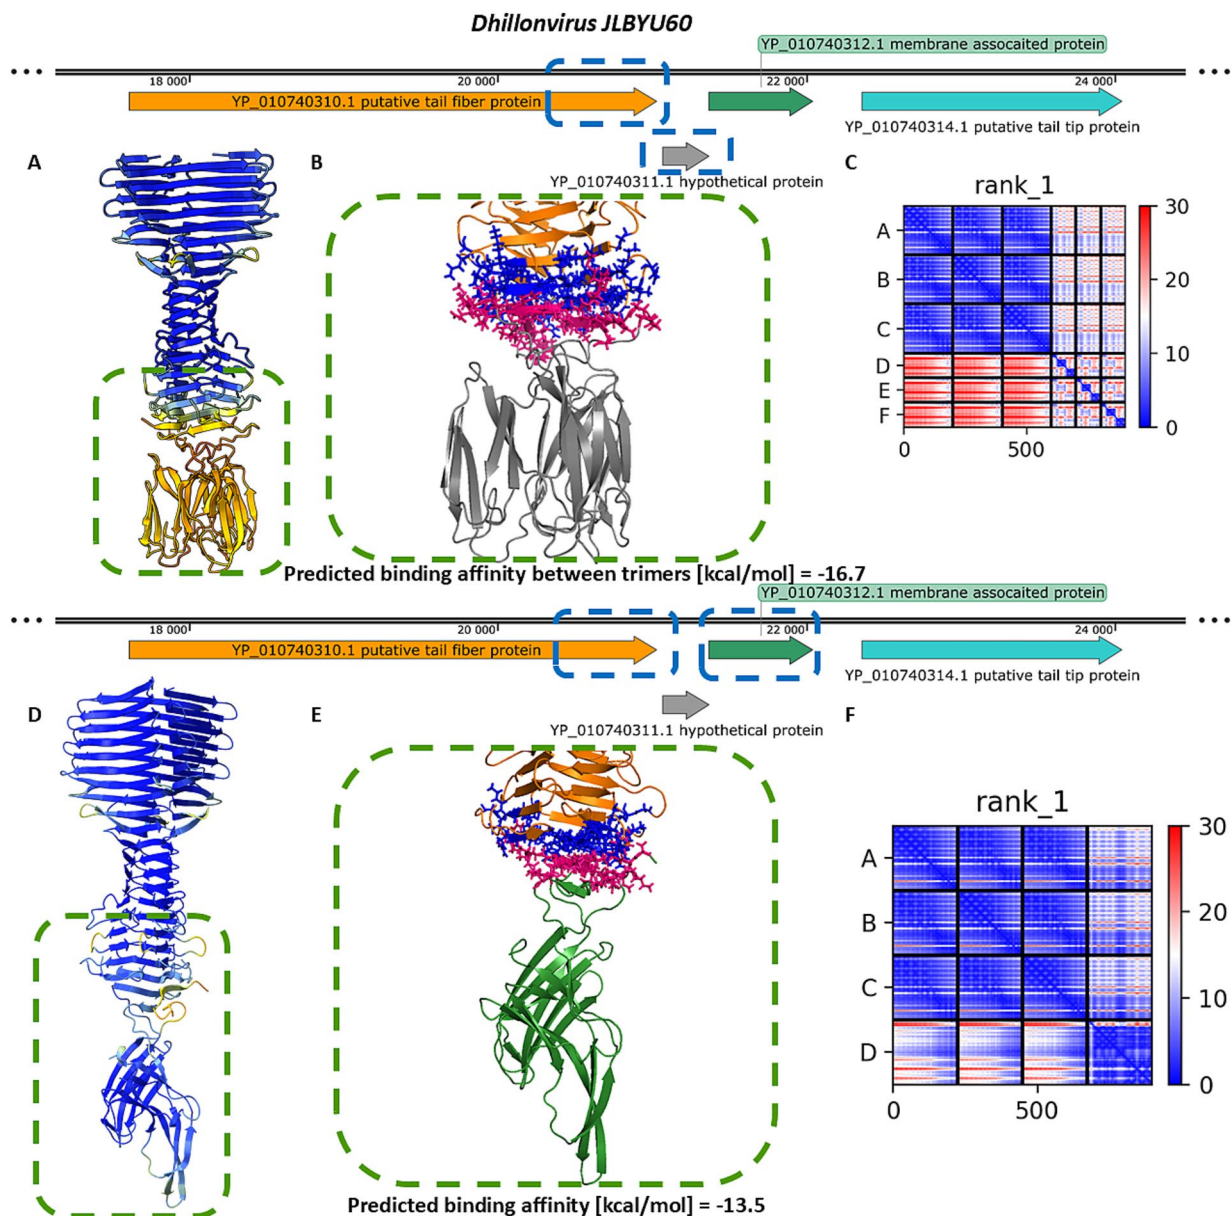 Dhillonvirus JLBYU60
YP_010740312.1 membrane assocaited protein
... ...
18 000 20 000 22 000 24 000
YP_010740310.1 putative tail fiber protein
YP_010740314.1 putative tail tip protein
A B C
YP_010740311.1 hypothetical protein
rank_1
30
A
B
20
C
10
D
E
F
0
0 500
Predicted binding affinity between trimers [kcal/mol] = -16.7
YP_010740312.1 membrane assocaited protein
... ...
18 000 20 000 22 000 24 000
YP_010740310.1 putative tail fiber protein
YP_010740314.1 putative tail tip protein
D E F
YP_010740311.1 hypothetical protein
rank_1
30
A
20
B
C
10
D
0
0 500
Predicted binding affinity [kcal/mol] = -13.5